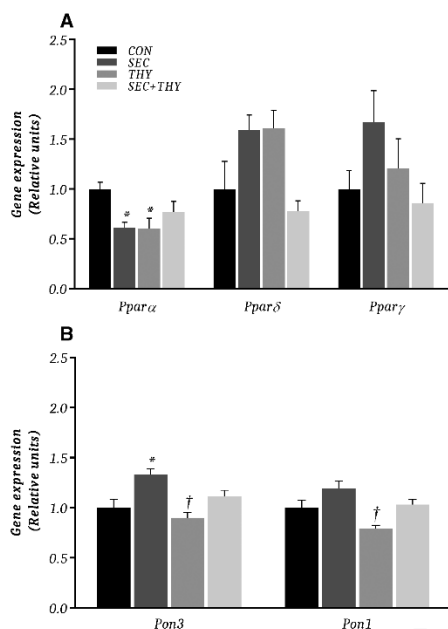 A
2.5
2.0
1.5
1.0
0.5
0.0
Gene expression
(Relative units)
CON
SEC
THY
SEC+THY
*
*
Pparα
Pparδ
Pparγ
B
2.5
2.0
1.5
1.0
0.5
0.0
Gene expression
(Relative units)
*
†
†
Pon3
Pon1